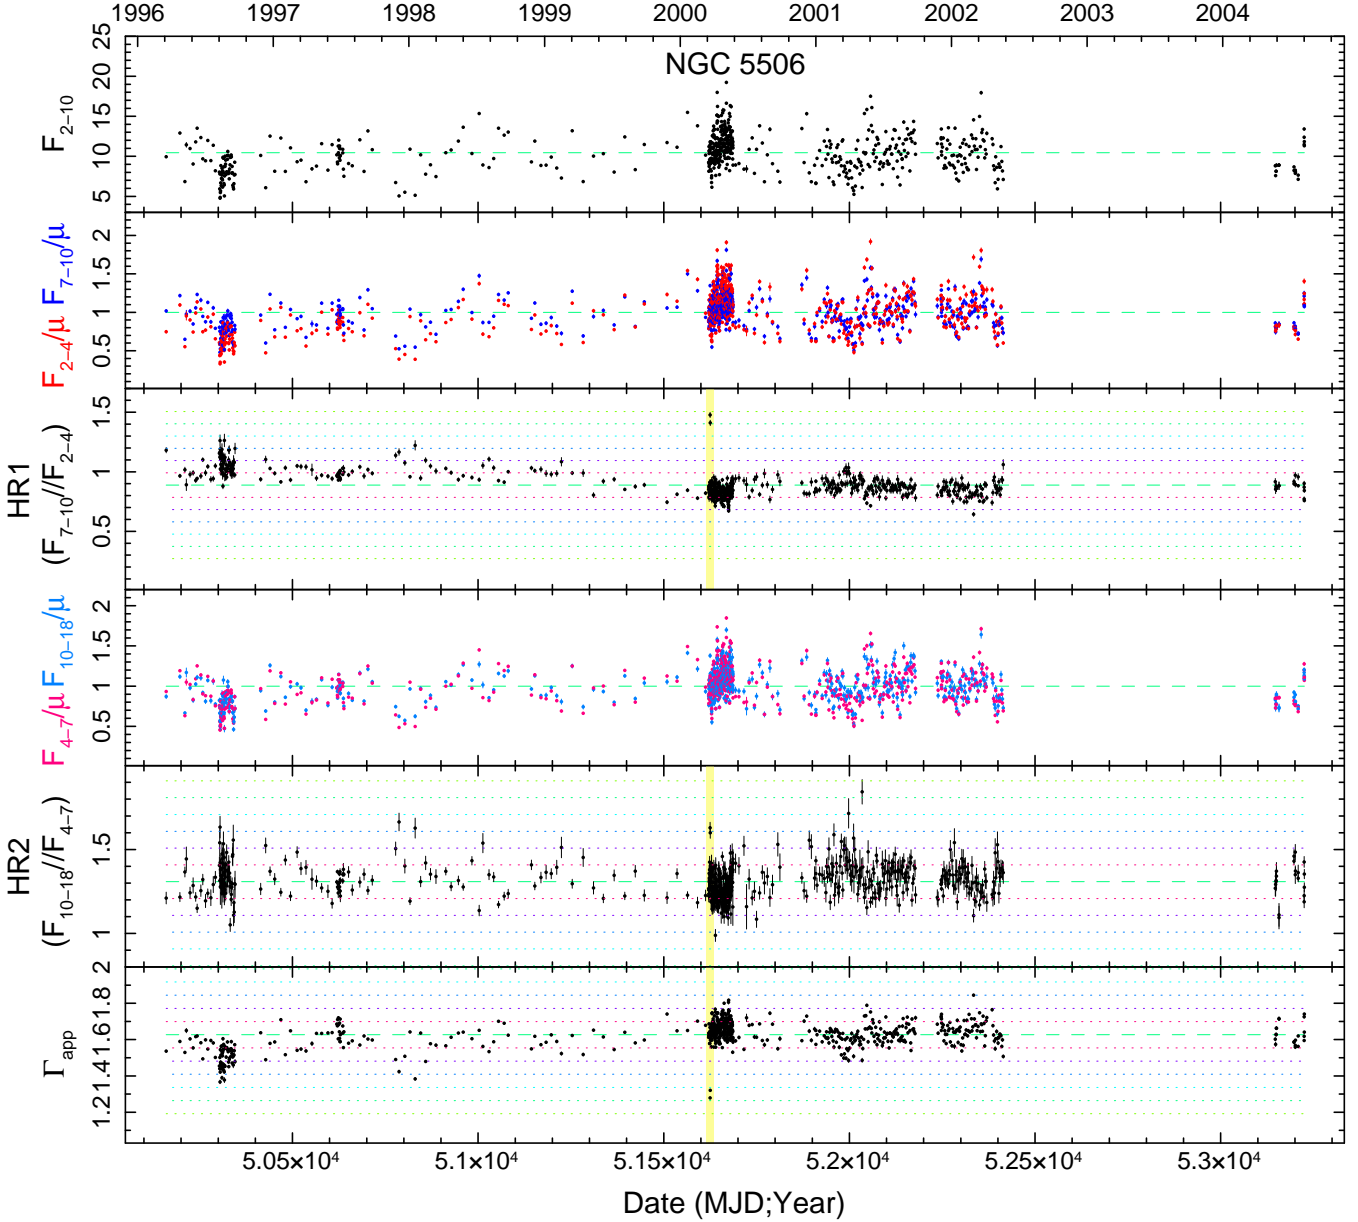 1996 1997 1998 1999 2000 2001 2002 2003 2004
NGC 5506
F2−10
5 10 15 20 25
F2−4/μ F7−10/μ
0.5 1 1.5 2
HR1
(F7−10//F2−4)
0.5 1 1.5
F4−7/μ F10−18/μ
0.5 1 1.5 2
HR2
(F10−18//F4−7)
1 1.5
Γapp
1.2 1.4 1.6 1.8 2
5.05×10⁴ 5.1×10⁴ 5.15×10⁴ 5.2×10⁴ 5.25×10⁴ 5.3×10⁴
Date (MJD;Year)